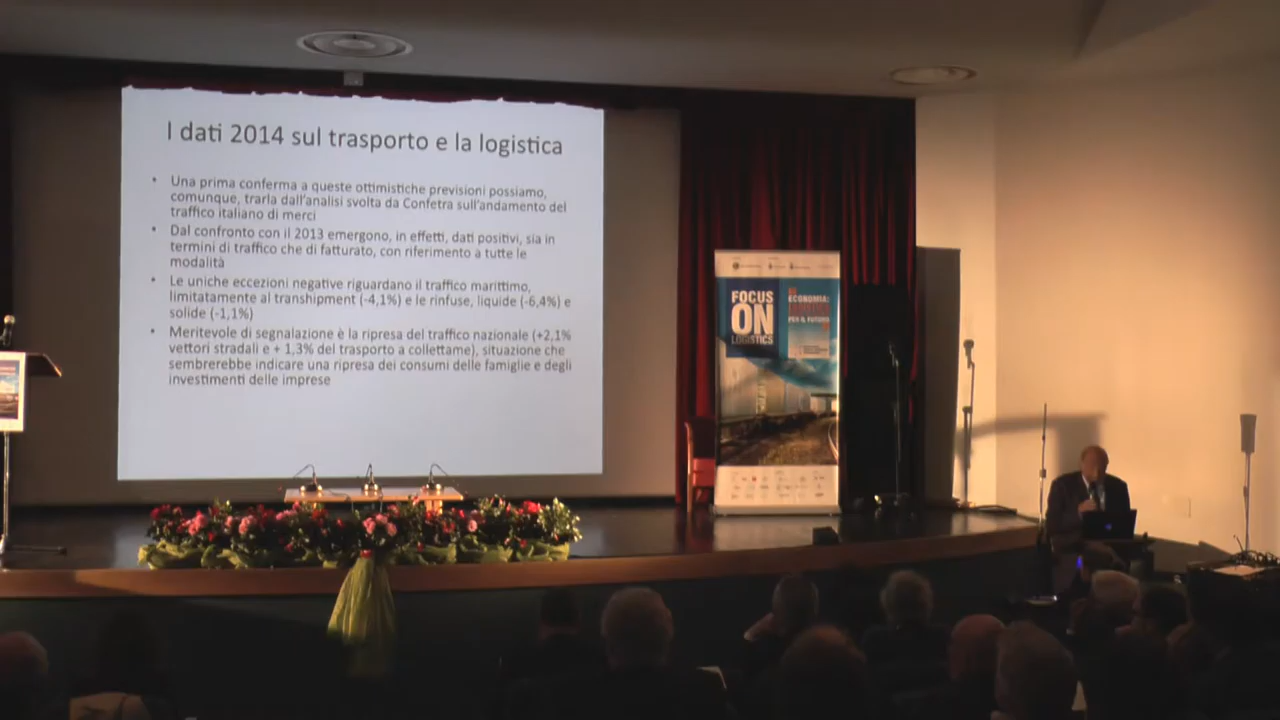 I dati 2014 sul trasporto e la logistica
• Una prima conferma a queste ottimistiche previsioni possiamo,
comunque, trarla dall'analisi svolta da Confetra sull'andamento del
traffico italiano di merci
• Dal confronto con il 2013 emergono, in effetti, dati positivi, sia in
termini di traffico che di fatturato, con riferimento a tutte le
modalità
• Le uniche eccezioni negative riguardano il traffico marittimo,
limitatamente al transhipment (-4,1%) e le rinfuse, liquide (-6,4%) e
solide (-1,1%)
• Meritevole di segnalazione è la ripresa del traffico nazionale (+2,1%
vettori stradali e + 1,3% del trasporto a collettame), situazione che
sembrerebbe indicare una ripresa dei consumi delle famiglie e degli
investimenti delle imprese
FOCUS
ON
LOGISTICS
ECONOMIA:
PER IL FUTURO